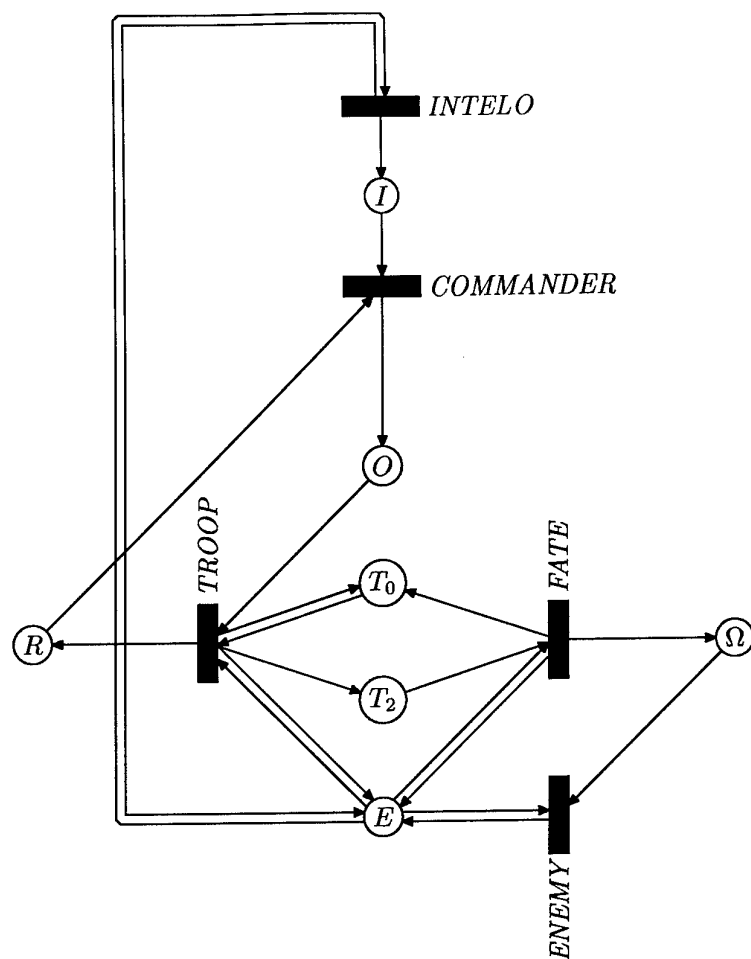 INTELO
I
COMMANDER
O
TROOP
FATE
T₀
R
Ω
T₂
E
ENEMY